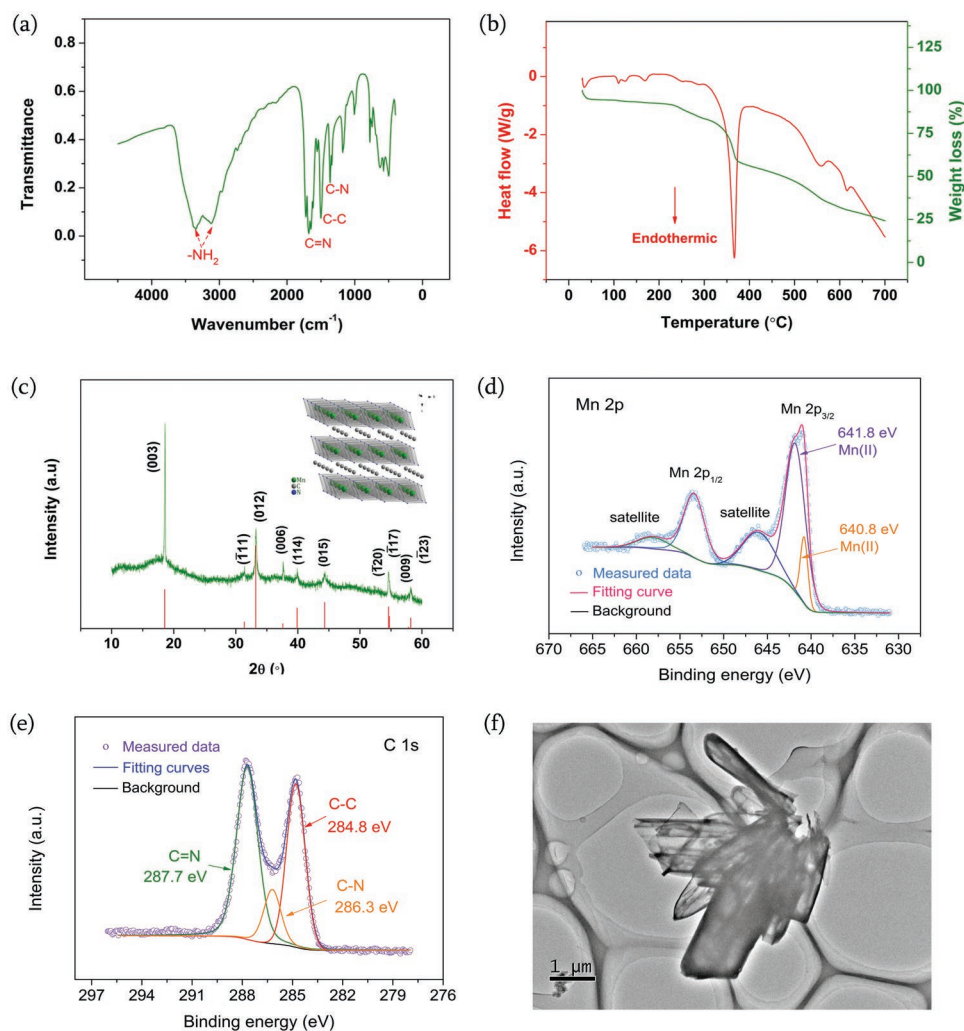 (a)
0.8
0.6
0.4
0.2
0.0
Transmittance
C-N
C-C
C=N
-NH2
4000 3000 2000 1000 0
Wavenumber (cm-1)
(b)
0
-2
-4
-6
Heat flow (W/g)
125
100
75
50
25
0
Weight loss (%)
Endothermic
0 100 200 300 400 500 600 700
Temperature (°C)
(c)
Intensity (a.u)
(003)
(1̄11)
(012)
(006)
(114)
(015)
(1̄20)
(1̄17)
(009)
(1̄23)
Mn
C
N
10 20 30 40 50 60
2θ (°)
(d)
Mn 2p
Mn 2p3/2
641.8 eV
Mn(II)
Mn 2p1/2
satellite
satellite
640.8 eV
Mn(II)
Measured data
Fitting curve
Background
Intensity (a.u.)
670 665 660 655 650 645 640 635 630
Binding energy (eV)
(e)
Measured data
Fitting curves
Background
C 1s
C-C
284.8 eV
C=N
287.7 eV
C-N
286.3 eV
Intensity (a.u.)
297 294 291 288 285 282 279 276
Binding energy (eV)
(f)
1 µm